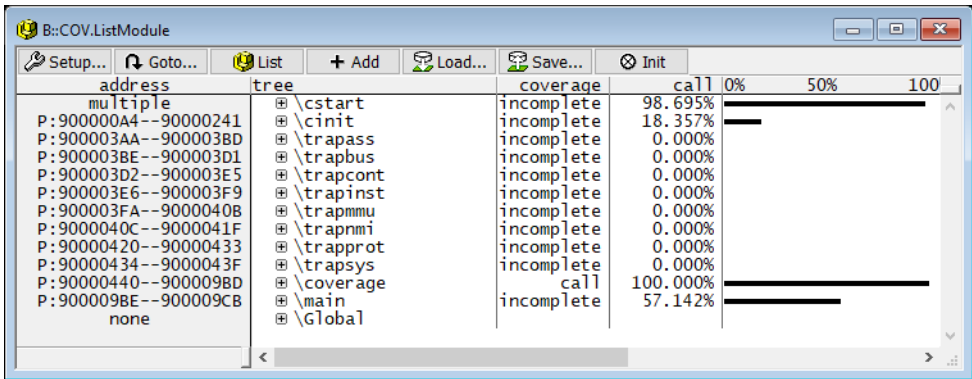 B::COV.ListModule
Setup... Goto... List + Add Load... Save... Init
address tree coverage call 0% 50% 100
multiple \cstart incomplete 98.695%
P:900000A4--90000241 \cinit incomplete 18.357%
P:900003AA--900003BD \trapass incomplete 0.000%
P:900003BE--900003D1 \trapbus incomplete 0.000%
P:900003D2--900003E5 \trapcont incomplete 0.000%
P:900003E6--900003F9 \trapinst incomplete 0.000%
P:900003FA--9000040B \trapmmu incomplete 0.000%
P:9000040C--9000041F \trapnmi incomplete 0.000%
P:90000420--90000433 \trapprot incomplete 0.000%
P:90000434--9000043F \trapsys incomplete 0.000%
P:90000440--900009BD \coverage call 100.000%
P:900009BE--900009CB \main incomplete 57.142%
none \Global